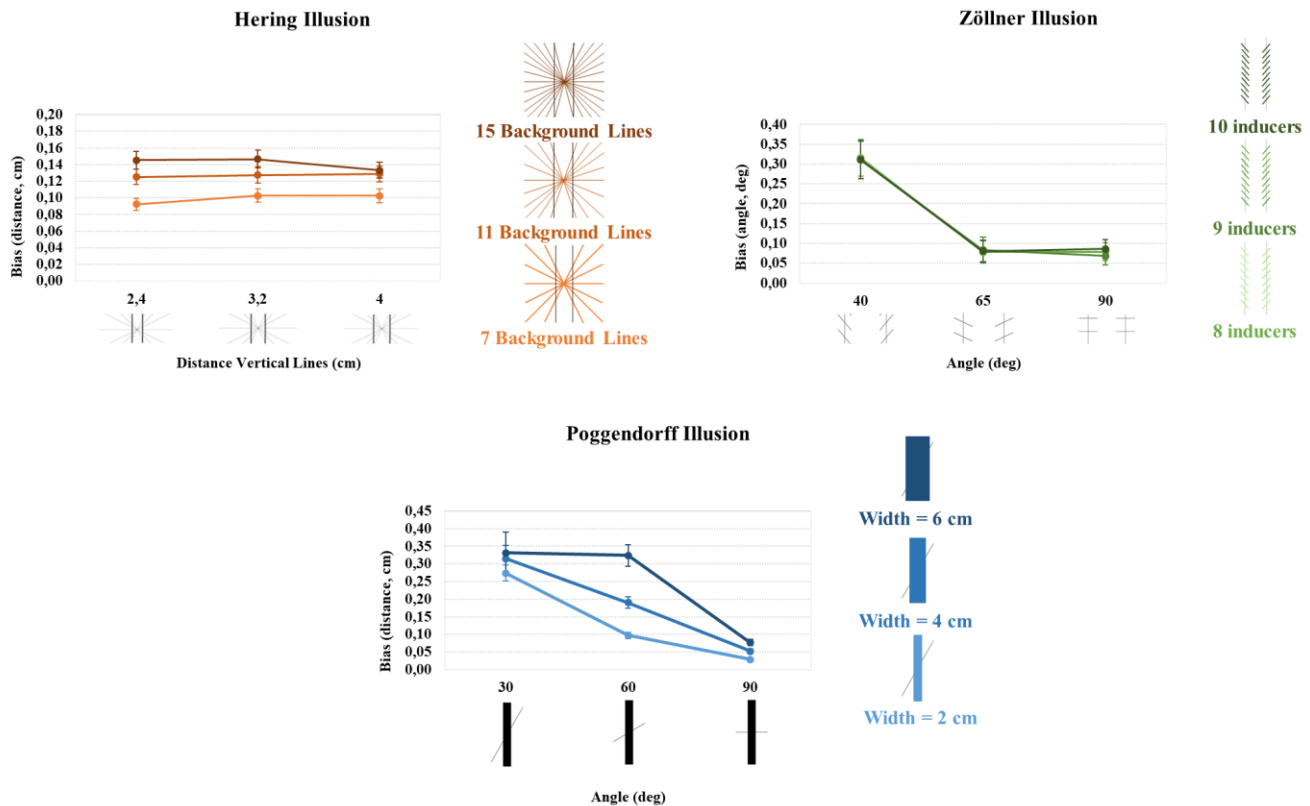 Hering Illusion
Bias (distance, cm)
0,20
0,18
0,16
0,14
0,12
0,10
0,08
0,06
0,04
0,02
0,00
2,4 3,2 4
Distance Vertical Lines (cm)
15 Background Lines
11 Background Lines
7 Background Lines
Zöllner Illusion
Bias (angle, deg)
0,40
0,35
0,30
0,25
0,20
0,15
0,10
0,05
0,00
40 65 90
Angle (deg)
10 inducers
9 inducers
8 inducers
Poggendorff Illusion
Bias (distance, cm)
0,45
0,40
0,35
0,30
0,25
0,20
0,15
0,10
0,05
0,00
30 60 90
Angle (deg)
Width = 6 cm
Width = 4 cm
Width = 2 cm